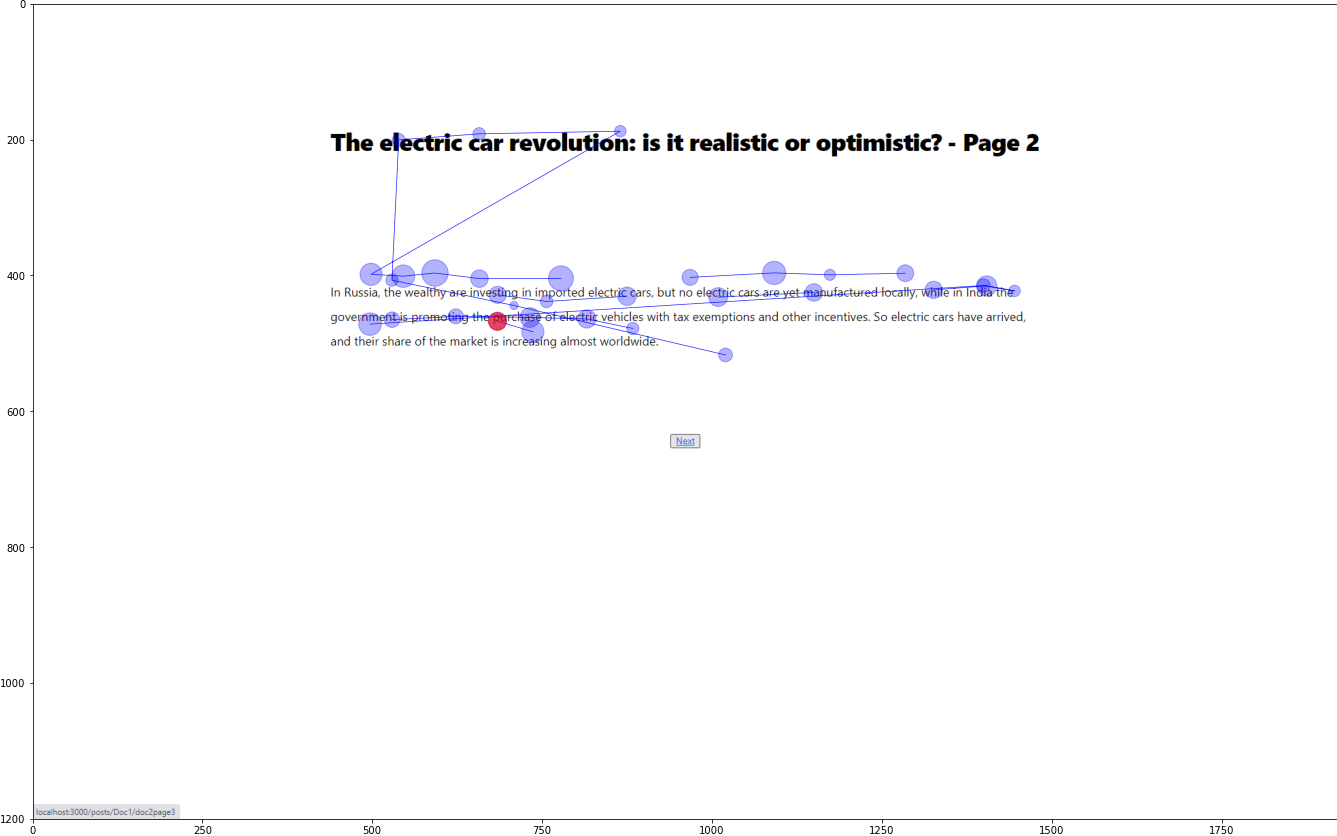 0
200
The electric car revolution: is it realistic or optimistic? - Page 2
400
In Russia, the wealthy are investing in imported electric cars, but no electric cars are yet manufactured locally, while in India the
government is promoting the purchase of electric vehicles with tax exemptions and other incentives. So electric cars have arrived,
and their share of the market is increasing almost worldwide.
600
Next
800
1000
localhost:3000/posts/Doc1/doc2page3
1200
0 250 500 750 1000 1250 1500 1750